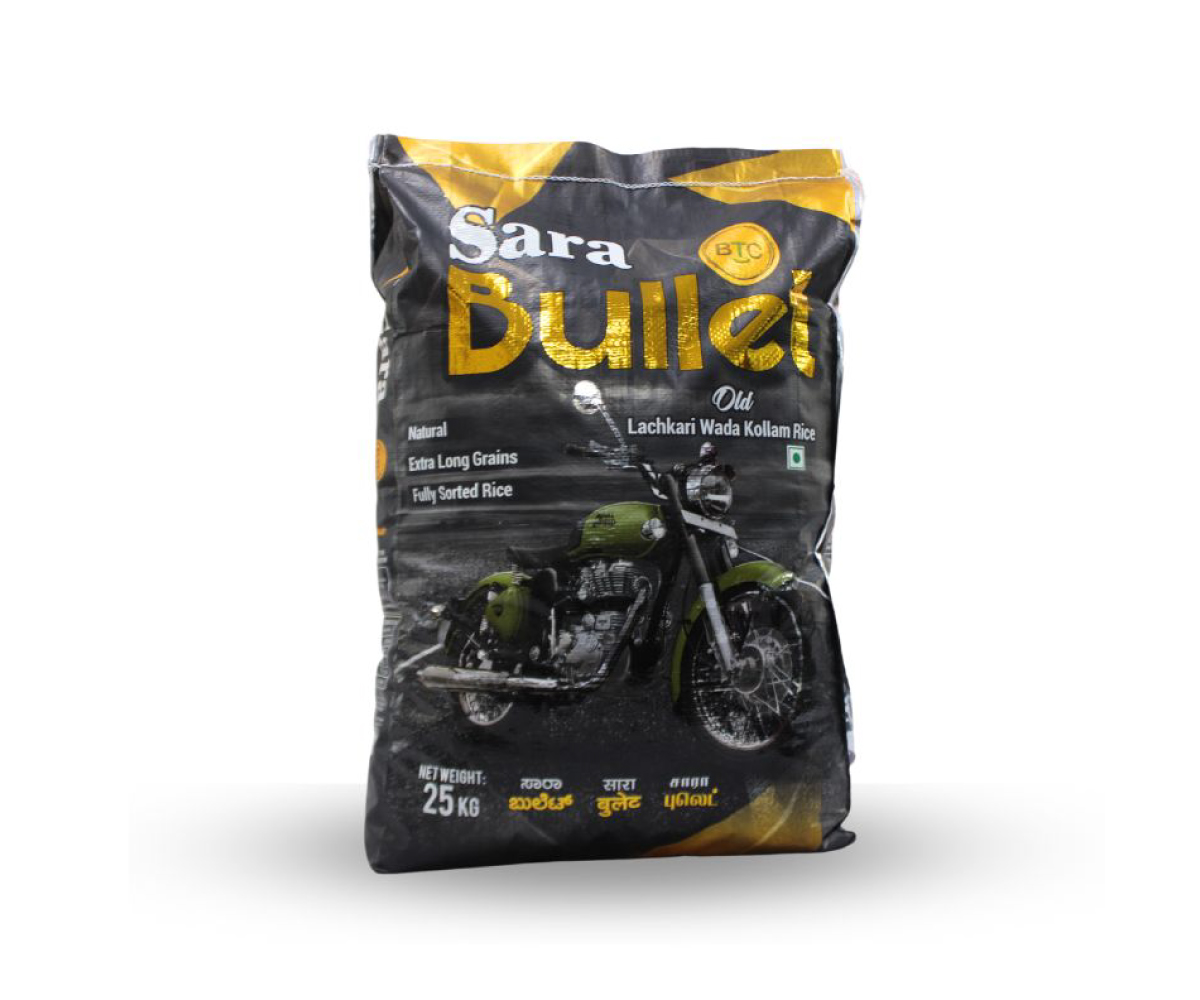 Sara
BTC
Bullet
Old
Lachkari Wada Kollam Rice
Natural
Extra Long Grains
Fully Sorted Rice
NET WEIGHT:
25 KG
ಸಾರಾ
ಬುಲೆಟ್
सारा
बुलेट
சாரா
புலெட்